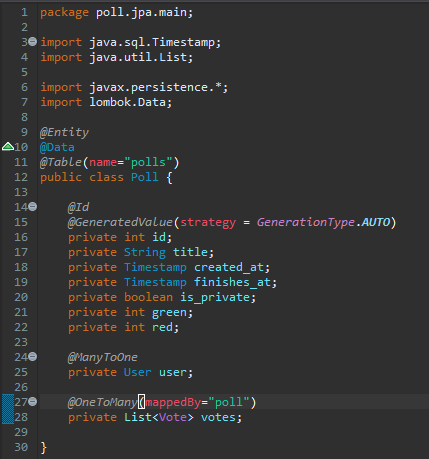 1 package poll.jpa.main;
2
3 import java.sql.Timestamp;
4 import java.util.List;
5
6 import javax.persistence.*;
7 import lombok.Data;
8
9 @Entity
10 @Data
11 @Table(name="polls")
12 public class Poll {
13
14 @Id
15 @GeneratedValue(strategy = GenerationType.AUTO)
16 private int id;
17 private String title;
18 private Timestamp created_at;
19 private Timestamp finishes_at;
20 private boolean is_private;
21 private int green;
22 private int red;
23
24 @ManyToOne
25 private User user;
26
27 @OneToMany(mappedBy="poll")
28 private List<Vote> votes;
29
30 }